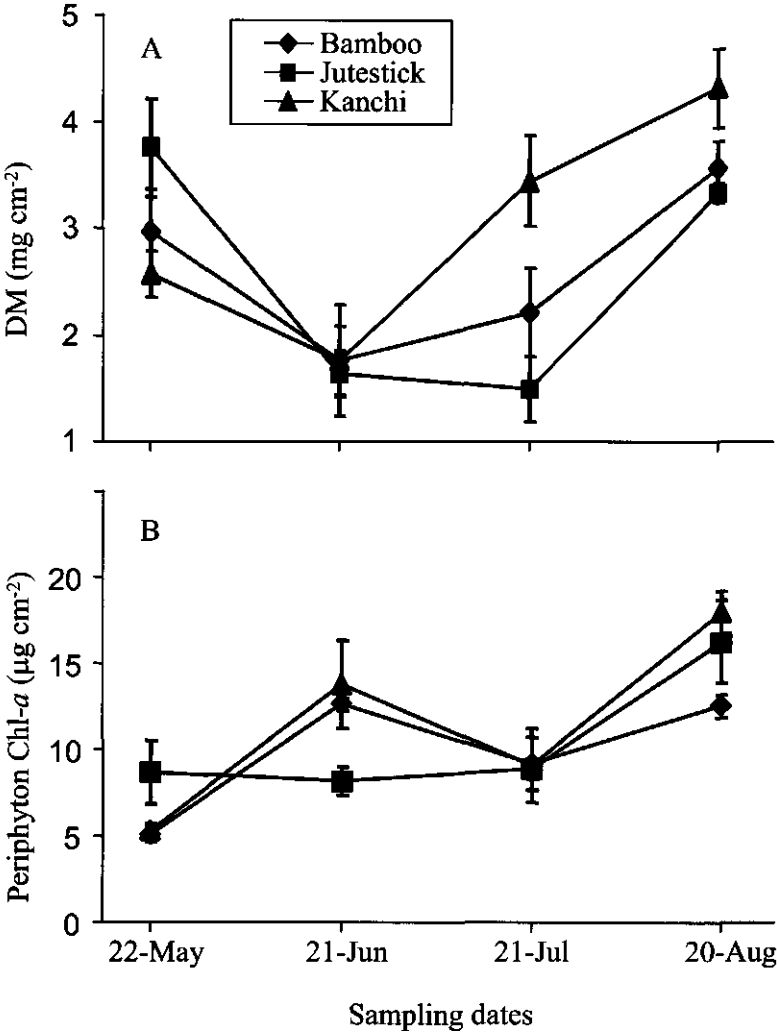 5
A
Bamboo
Jutestick
Kanchi
4
3
2
1
DM (mg cm⁻²)
B
20
15
10
5
0
Periphyton Chl-a (µg cm⁻²)
22-May 21-Jun 21-Jul 20-Aug
Sampling dates